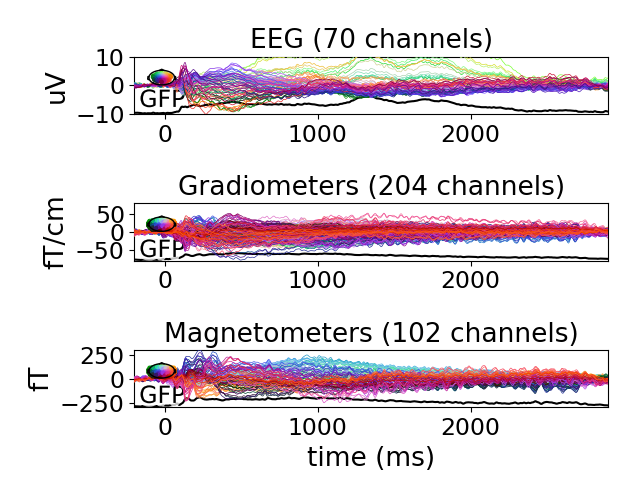 EEG (70 channels)
10
0
−10
uV
GFP
0
1000
2000
Gradiometers (204 channels)
50
0
−50
fT/cm
GFP
0
1000
2000
Magnetometers (102 channels)
250
0
−250
fT
GFP
0
1000
2000
time (ms)